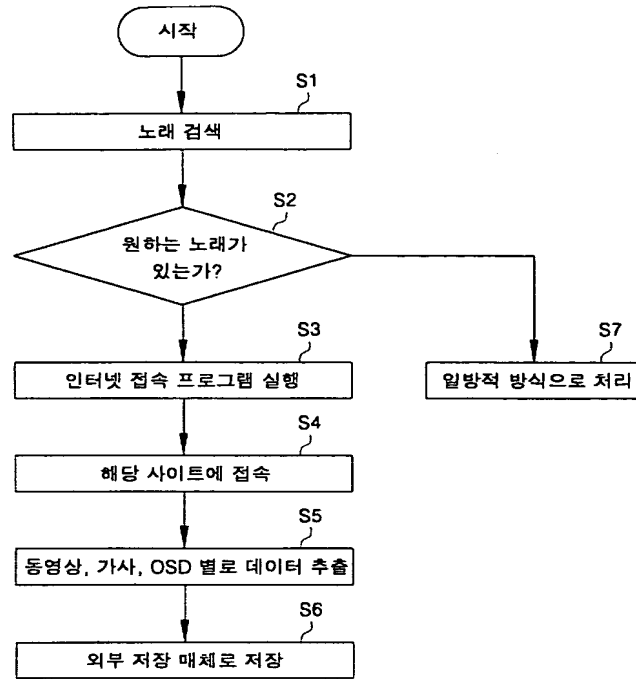 시작
S1
노래 검색
S2
원하는 노래가
있는가?
S3
인터넷 접속 프로그램 실행
S7
일방적 방식으로 처리
S4
해당 사이트에 접속
S5
동영상, 가사, OSD 별로 데이터 추출
S6
외부 저장 매체로 저장